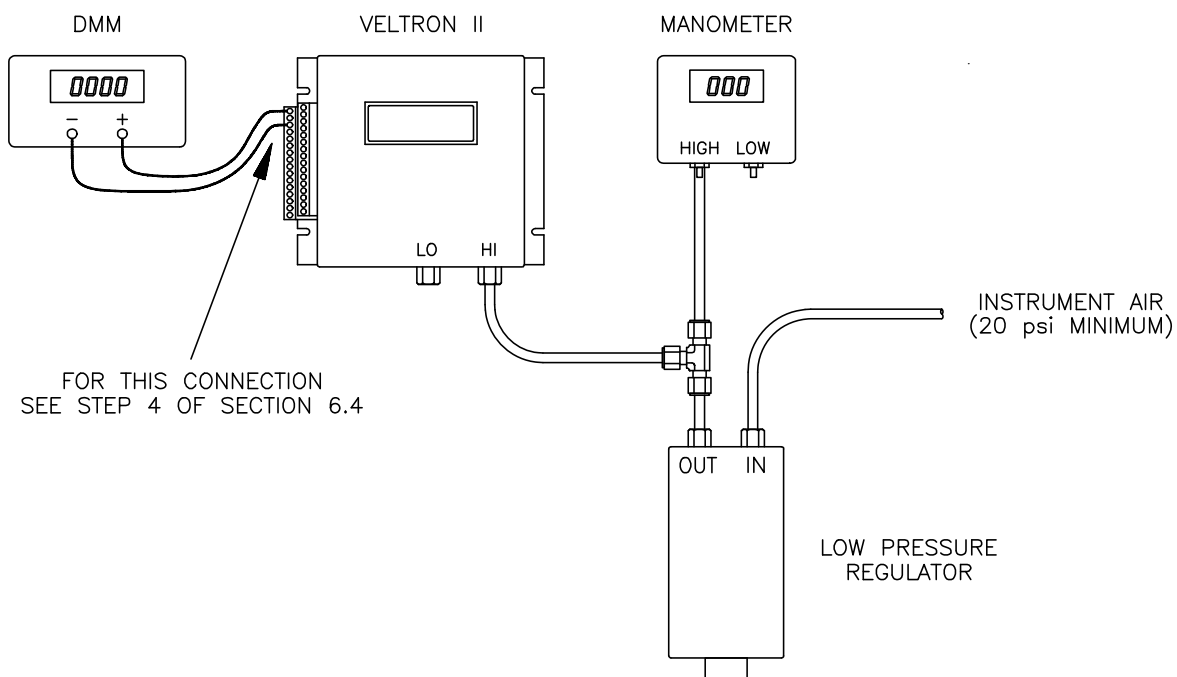 DMM
VELTRON II
MANOMETER
0000
000
− +
HIGH LOW
LO HI
INSTRUMENT AIR
(20 psi MINIMUM)
FOR THIS CONNECTION
SEE STEP 4 OF SECTION 6.4
OUT IN
LOW PRESSURE
REGULATOR